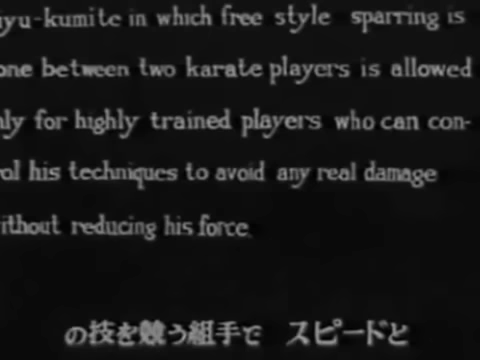 iyu-kumite in which free style sparring is
one between two karate players is allowed
nly for highly trained players who can con-
ol his techniques to avoid any real damage
ithout reducing his force.
の技を競う組手で スピードと